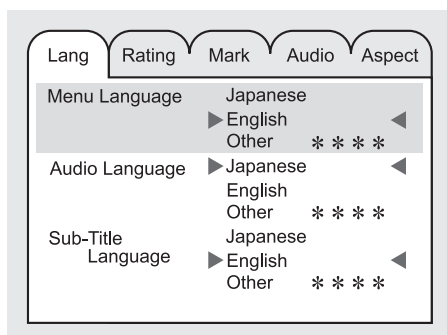 Lang Rating Mark Audio Aspect
Menu Language Japanese
English
Other ＊＊＊＊
Audio Language Japanese
English
Other ＊＊＊＊
Sub-Title Japanese
Language English
Other ＊＊＊＊